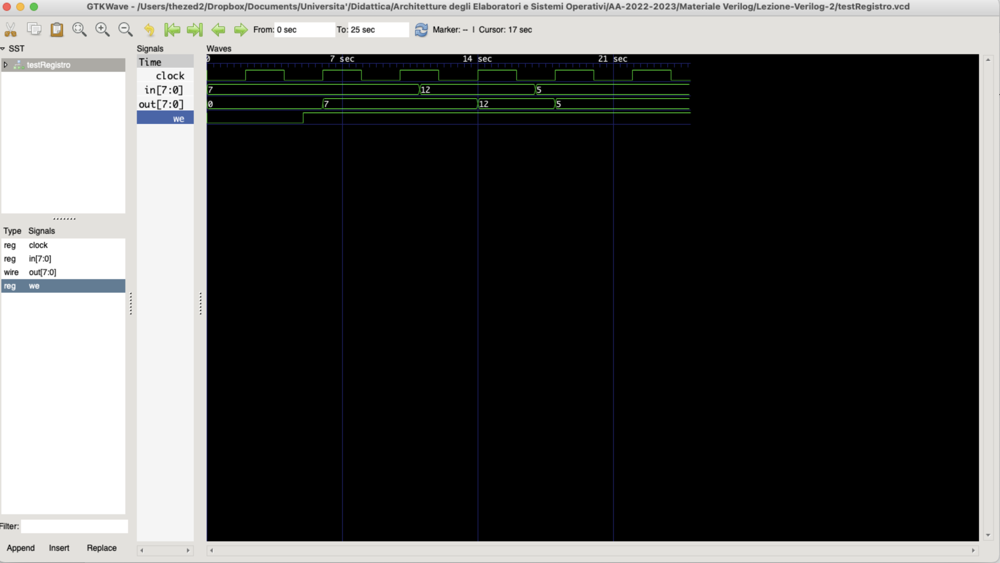 GTKWave - /Users/thezed2/Dropbox/Documents/Universita'/Didattica/Architetture degli Elaboratori e Sistemi Operativi/AA-2022-2023/Materiale Verilog/Lezione-Verilog-2/testRegistro.vcd
From: 0 sec To: 25 sec Marker: -- | Cursor: 17 sec
SST
testRegistro
Type Signals
reg clock
reg in[7:0]
wire out[7:0]
reg we
Filter:
Append Insert Replace
Signals
Time
clock
in[7:0]
out[7:0]
we
Waves
0 7 sec 14 sec 21 sec
7 12 5
0 7 12 5